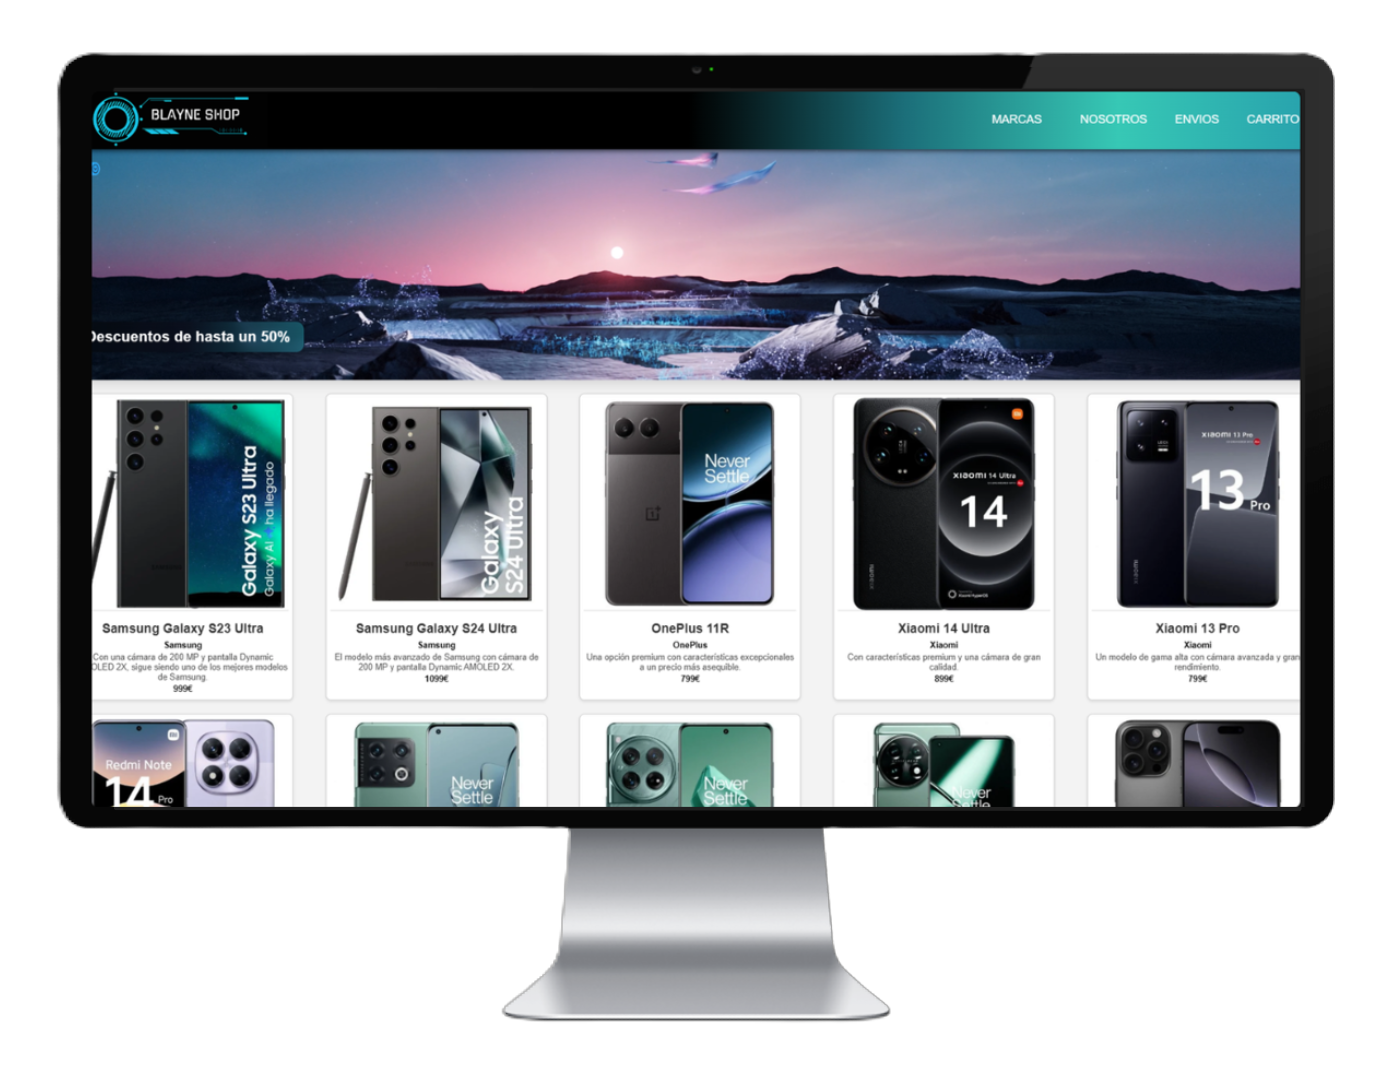 BLAYNE SHOP
MARCAS NOSOTROS ENVIOS CARRITO
Descuentos de hasta un 50%
Galaxy S23 Ultra
Galaxy AI ha llegado
Galaxy
S24 Ultra
Never
Settle
XIAOMI 14 Ultra
14
Xiaomi HyperOS
XIAOMI 13 Pro
13 Pro
Samsung Galaxy S23 Ultra
Samsung
Con una cámara de 200 MP y pantalla Dynamic
OLED 2X, sigue siendo uno de los mejores modelos
de Samsung.
999€
Samsung Galaxy S24 Ultra
Samsung
El modelo más avanzado de Samsung con cámara de
200 MP y pantalla Dynamic AMOLED 2X.
1099€
OnePlus 11R
OnePlus
Una opción premium con características excepcionales
a un precio más asequible.
799€
Xiaomi 14 Ultra
Xiaomi
Con características premium y una cámara de gran
calidad.
899€
Xiaomi 13 Pro
Xiaomi
Un modelo de gama alta con cámara avanzada y gran
rendimiento.
799€
Redmi Note
14 Pro
Never
Settle
Never
Settle
Never
Settle